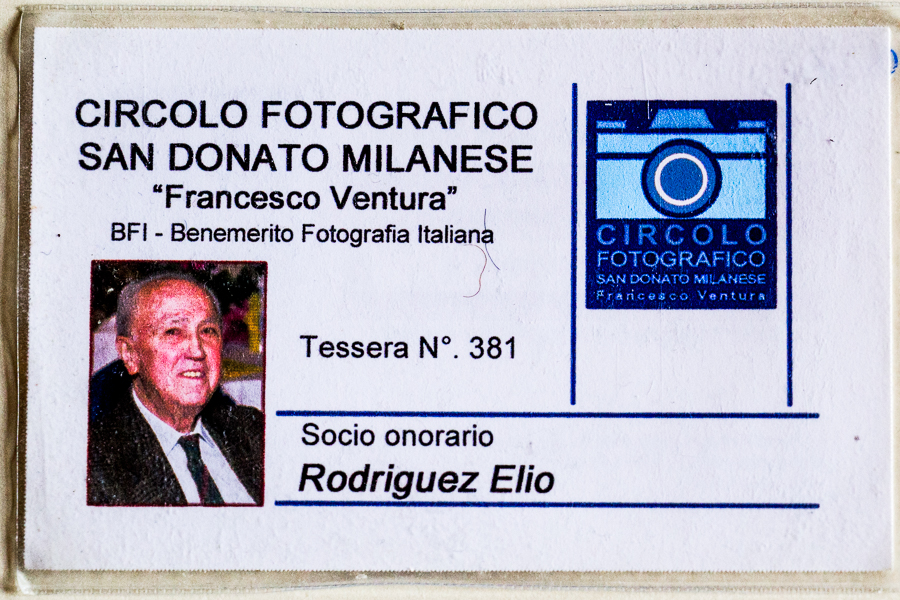 CIRCOLO FOTOGRAFICO
SAN DONATO MILANESE
“Francesco Ventura”
BFI - Benemerito Fotografia Italiana
CIRCOLO
FOTOGRAFICO
SAN DONATO MILANESE
Francesco Ventura
Tessera N°. 381
Socio onorario
Rodriguez Elio